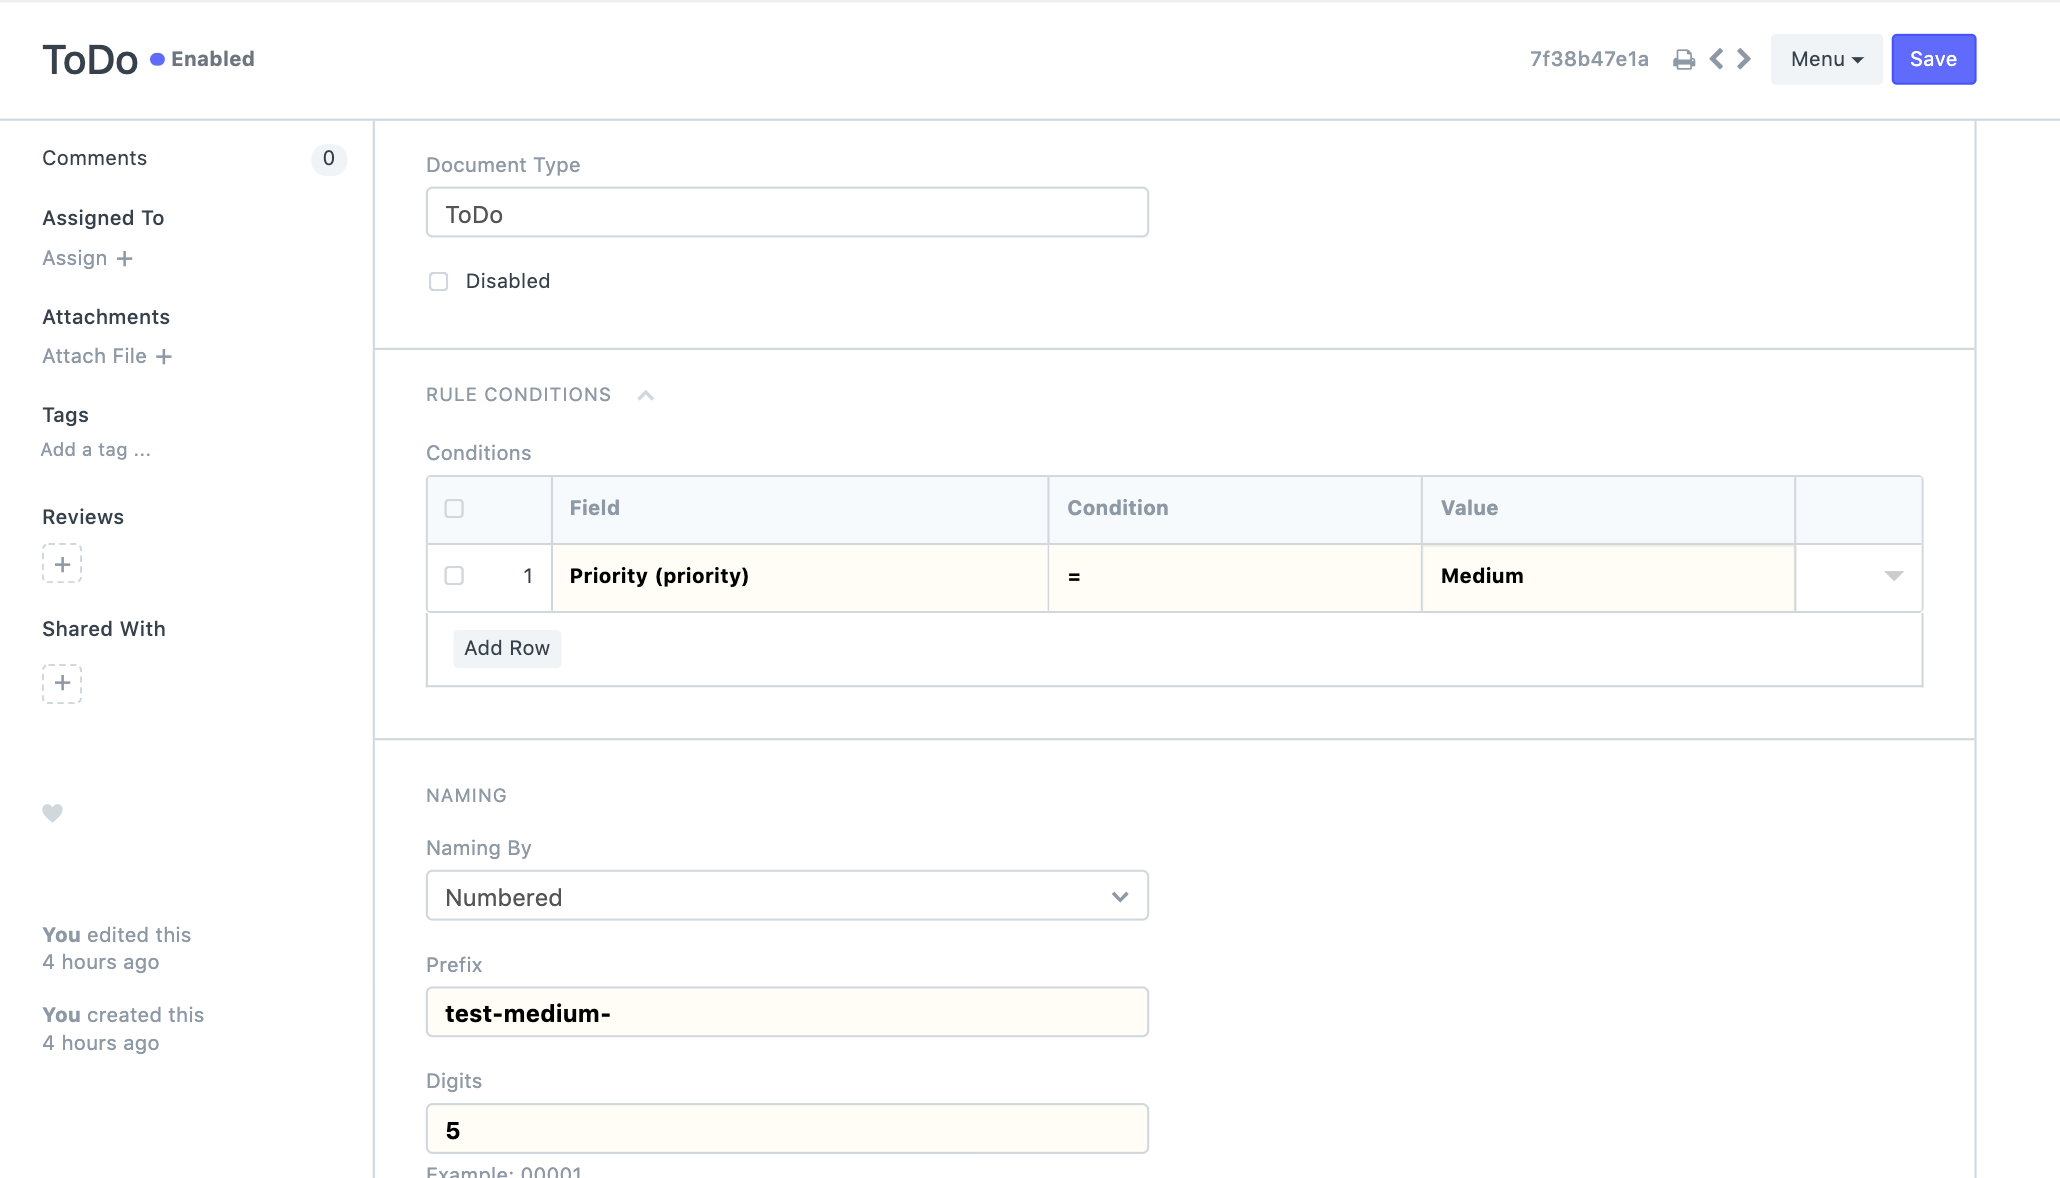 ToDo Enabled 7f38b47e1a Menu Save
Comments 0
Assigned To
Assign +
Attachments
Attach File +
Tags
Add a tag ...
Reviews
+
Shared With
+
You edited this
4 hours ago
You created this
4 hours ago
Document Type
ToDo
Disabled
RULE CONDITIONS
Conditions
Field Condition Value
1 Priority (priority) = Medium
Add Row
NAMING
Naming By
Numbered
Prefix
test-medium-
Digits
5
Example: 00001